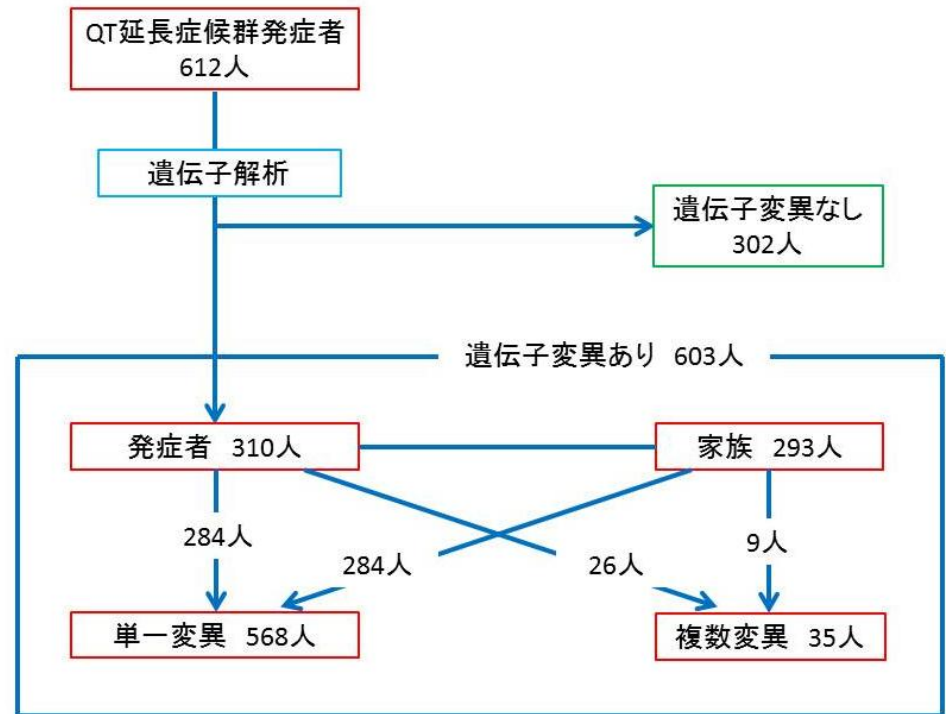 QT延長症候群発症者
612人
遺伝子解析
遺伝子変異なし
302人
遺伝子変異あり 603人
発症者 310人
家族 293人
284人
284人
26人
9人
単一変異 568人
複数変異 35人